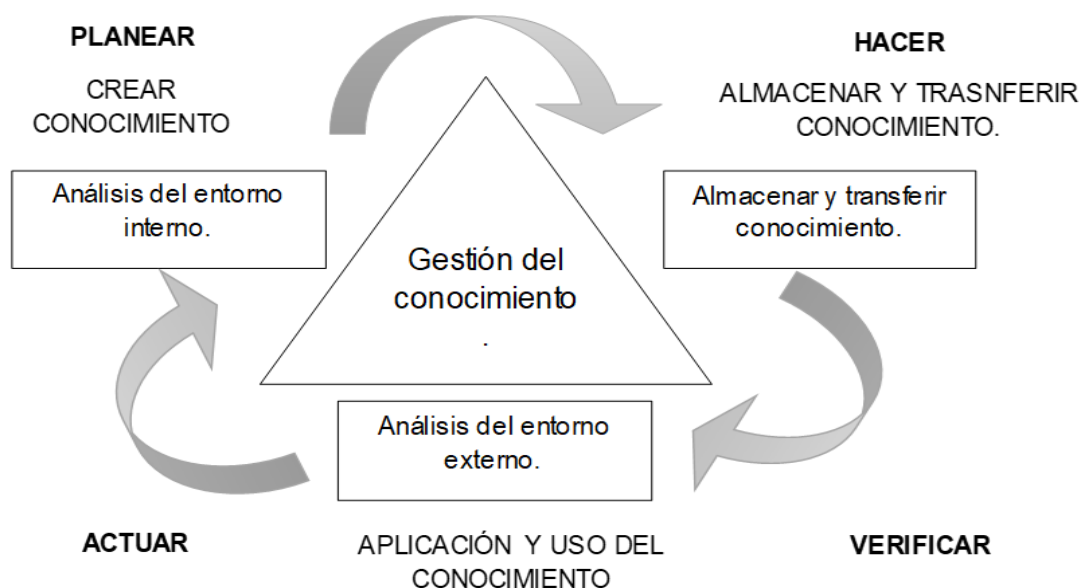 PLANEAR
CREAR
CONOCIMIENTO
Análisis del entorno
interno.
HACER
ALMACENAR Y TRASNFERIR
CONOCIMIENTO.
Almacenar y transferir
conocimiento.
Gestión del
conocimiento
.
Análisis del entorno
externo.
ACTUAR
APLICACIÓN Y USO DEL
CONOCIMIENTO
VERIFICAR